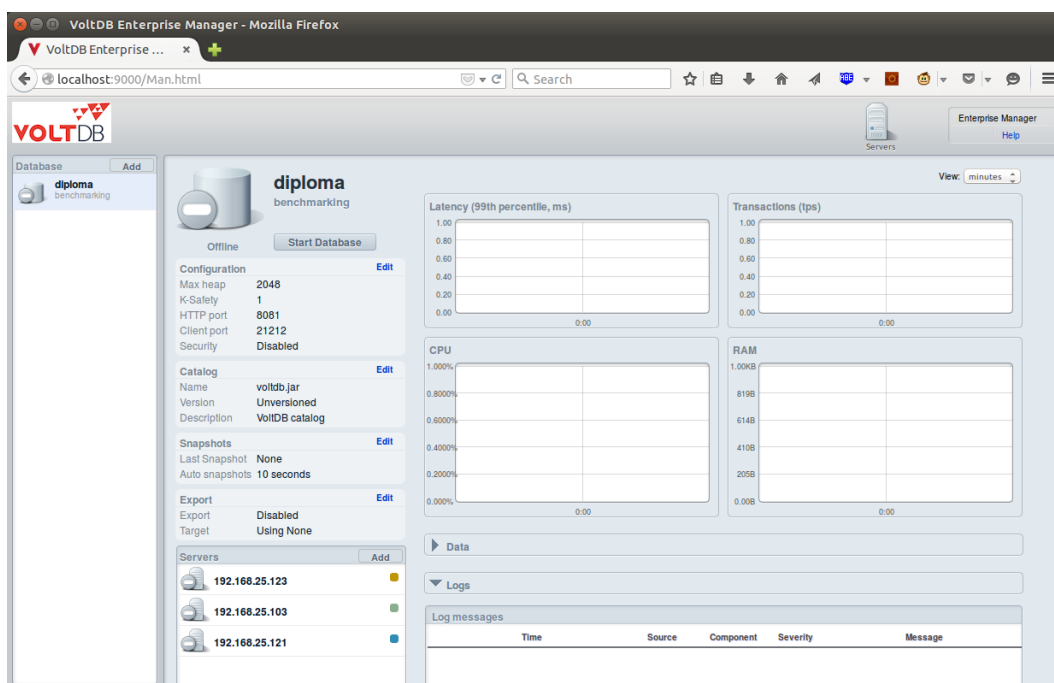 VoltDB Enterprise Manager - Mozilla Firefox
VoltDB Enterprise ...
localhost:9000/Man.html
Search
ABE
VOLTDB
Servers
Enterprise Manager
Help
Database
Add
diploma
benchmarking
diploma
benchmarking
Offline
Start Database
Configuration Edit
Max heap 2048
K-Safety 1
HTTP port 8081
Client port 21212
Security Disabled
Catalog Edit
Name voltdb.jar
Version Unversioned
Description VoltDB catalog
Snapshots Edit
Last Snapshot None
Auto snapshots 10 seconds
Export Edit
Export Disabled
Target Using None
Servers Add
192.168.25.123
192.168.25.103
192.168.25.121
View: minutes
Latency (99th percentile, ms)
1.00
0.80
0.60
0.40
0.20
0.00
0:00
Transactions (tps)
1.00
0.80
0.60
0.40
0.20
0.00
0:00
CPU
1.000%
0.8000%
0.6000%
0.4000%
0.2000%
0.000%
0:00
RAM
1.00KB
819B
614B
410B
205B
0.00B
0:00
Data
Logs
Log messages
Time Source Component Severity Message